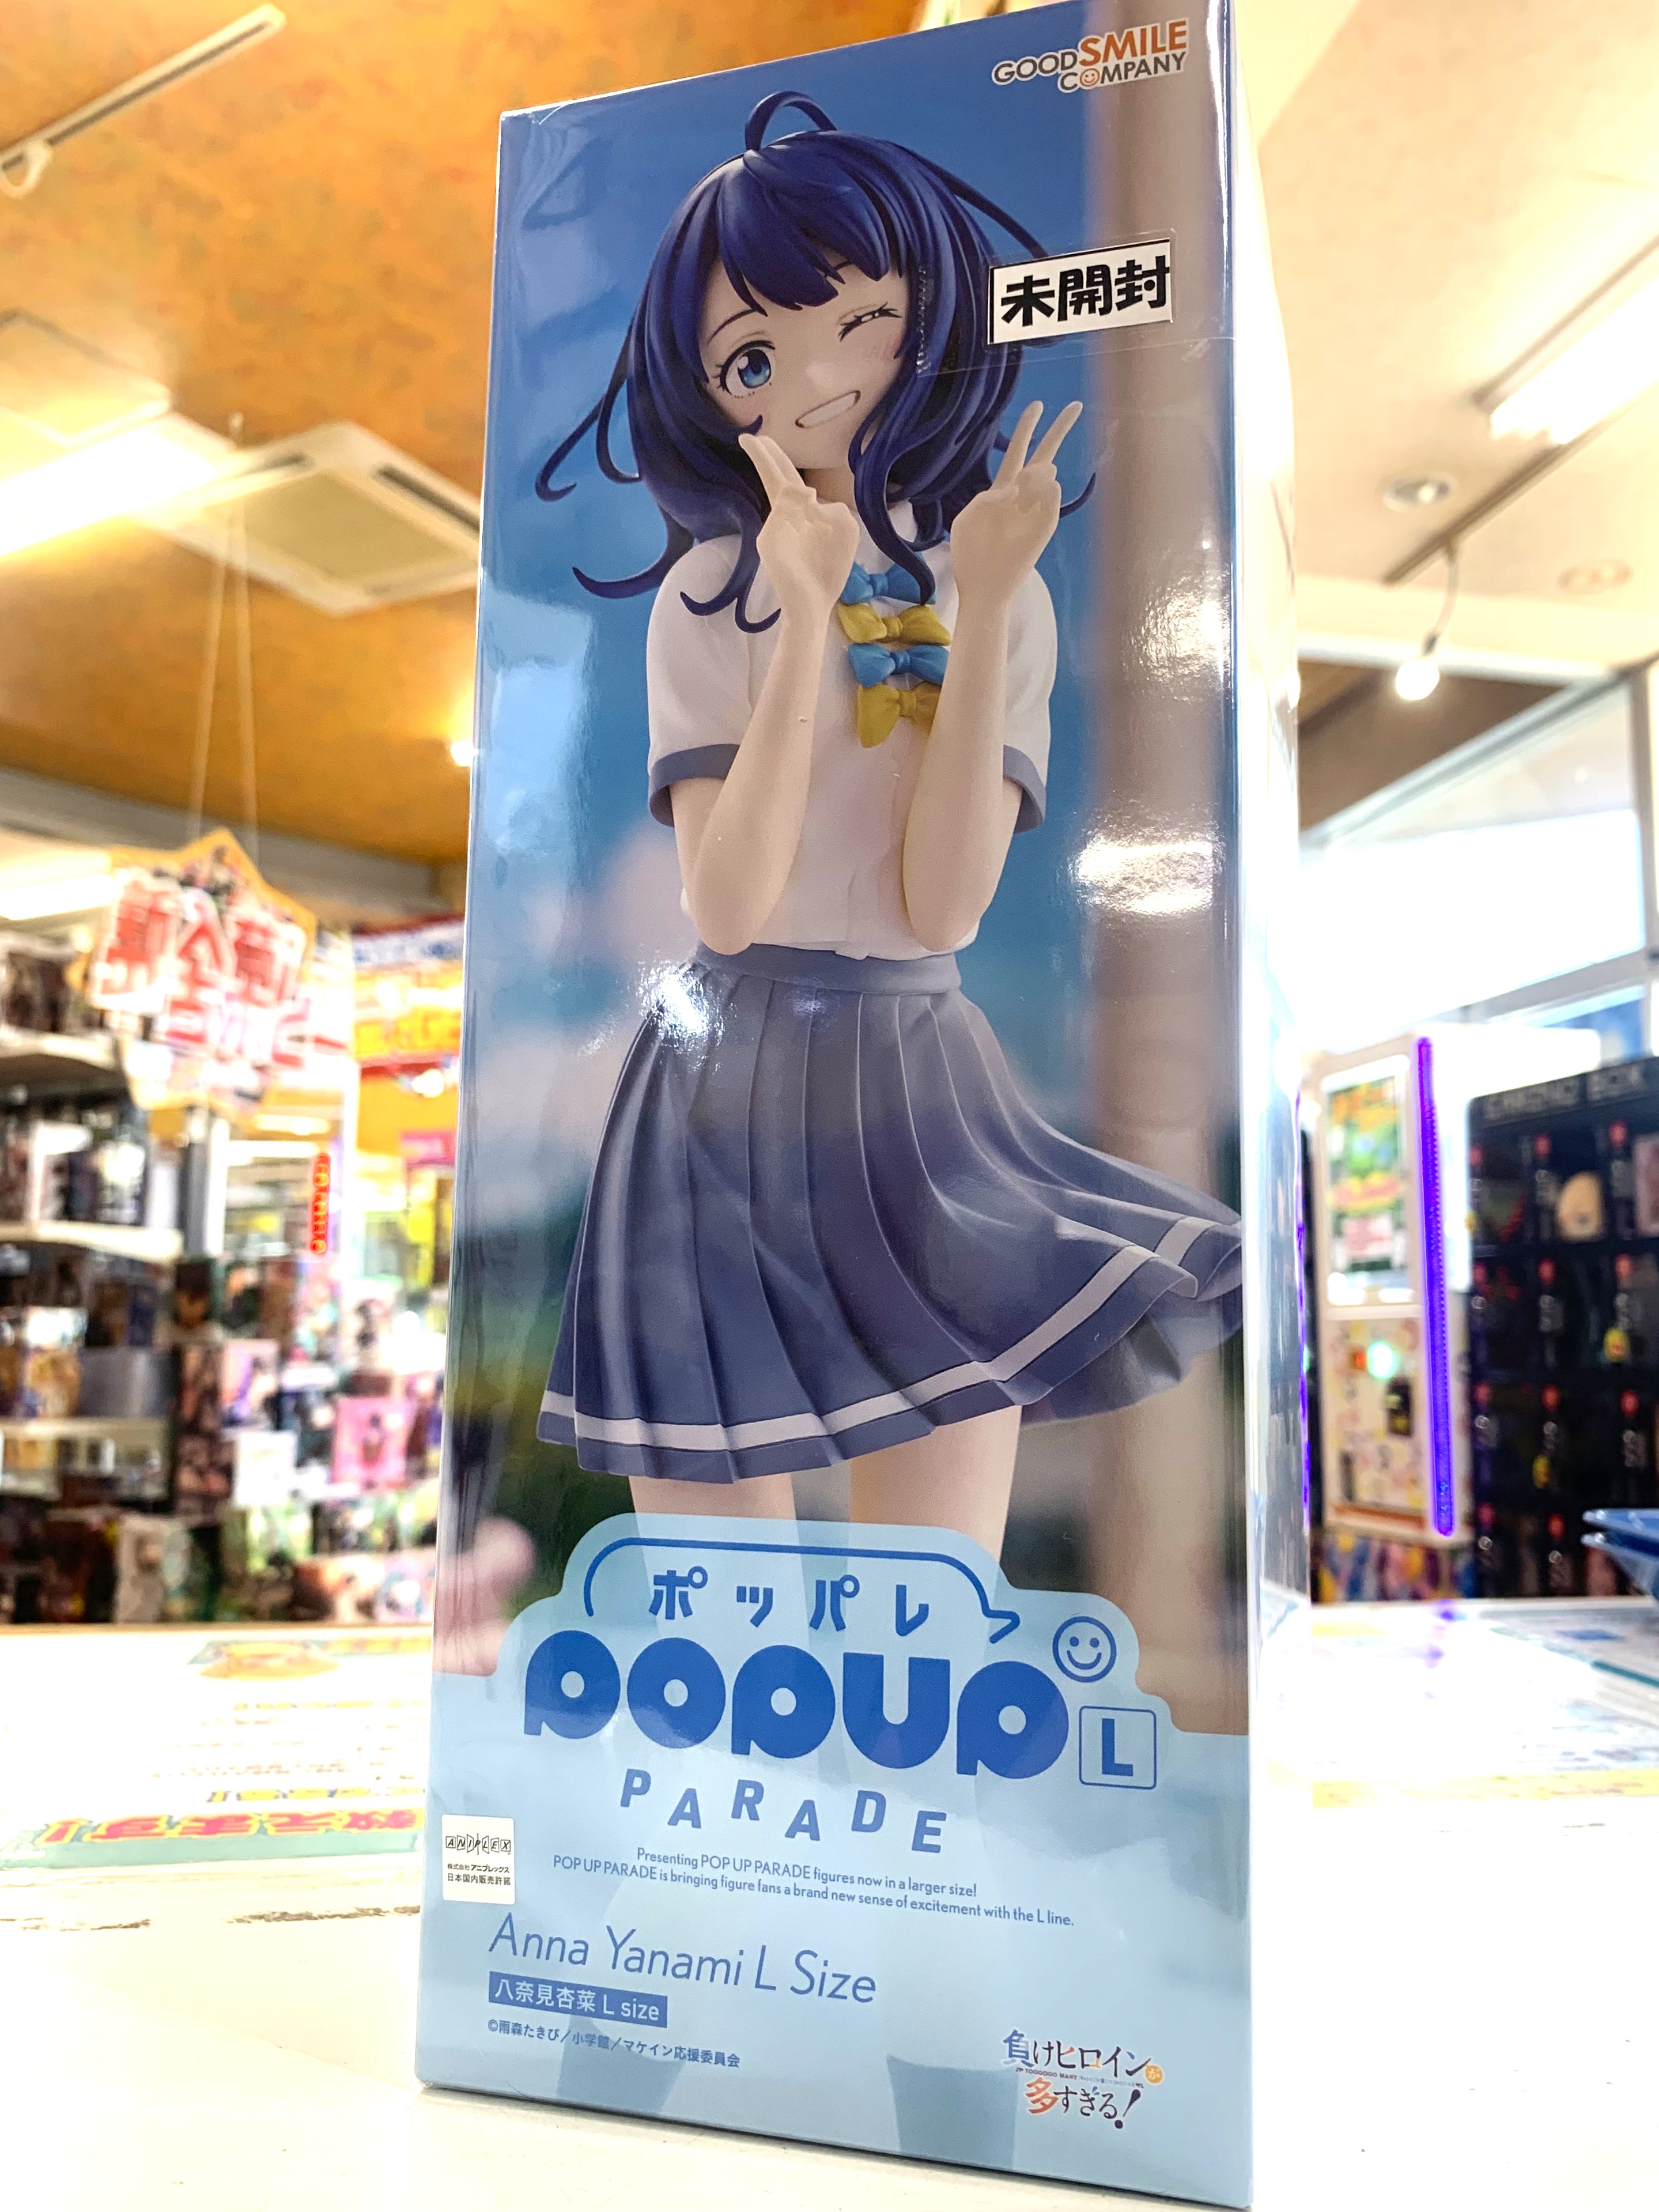 GOOD SMILE
COMPANY
未開封
ポッパレ
POPUP L
PARADE
Presenting POP UP PARADE figures now in a larger size!
POP UP PARADE is bringing figure fans a brand new sense of excitement with the L line.
ANIPLEX
株式会社アニプレックス
日本国内販売許諾
Anna Yanami L Size
八奈見杏菜 L size
©雨森たきび／小学館／マケイン応援委員会
負けヒロインが
多すぎる!
教えます!